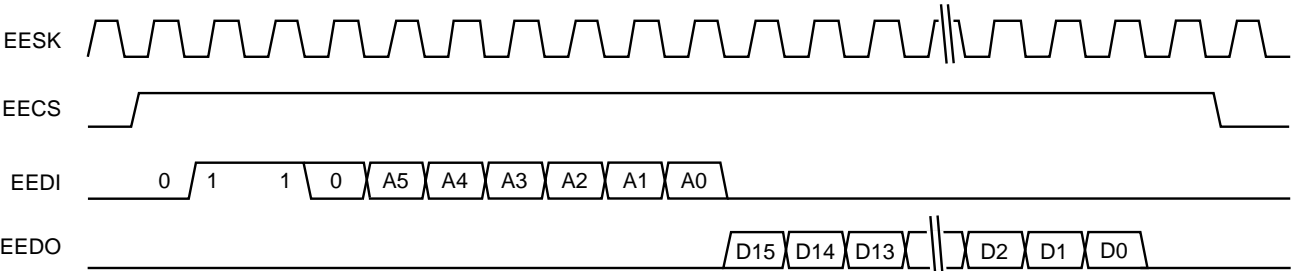 EESK
EECS
EEDI 0 1 1 0 A5 A4 A3 A2 A1 A0
EEDO D15 D14 D13 D2 D1 D0